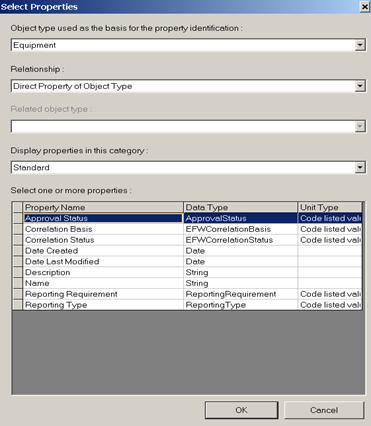 Select Properties
Object type used as the basis for the property identification :
Equipment
Relationship :
Direct Property of Object Type
Related object type :
Display properties in this category :
Standard
Select one or more properties :
Property Name Data Type Unit Type
Approval Status ApprovalStatus Code listed valu
Correlation Basis EFWCorrelationBasis Code listed valu
Correlation Status EFWCorrelationStatus Code listed valu
Date Created Date
Date Last Modified Date
Description String
Name String
Reporting Requirement ReportingRequirement Code listed valu
Reporting Type ReportingType Code listed valu
OK Cancel